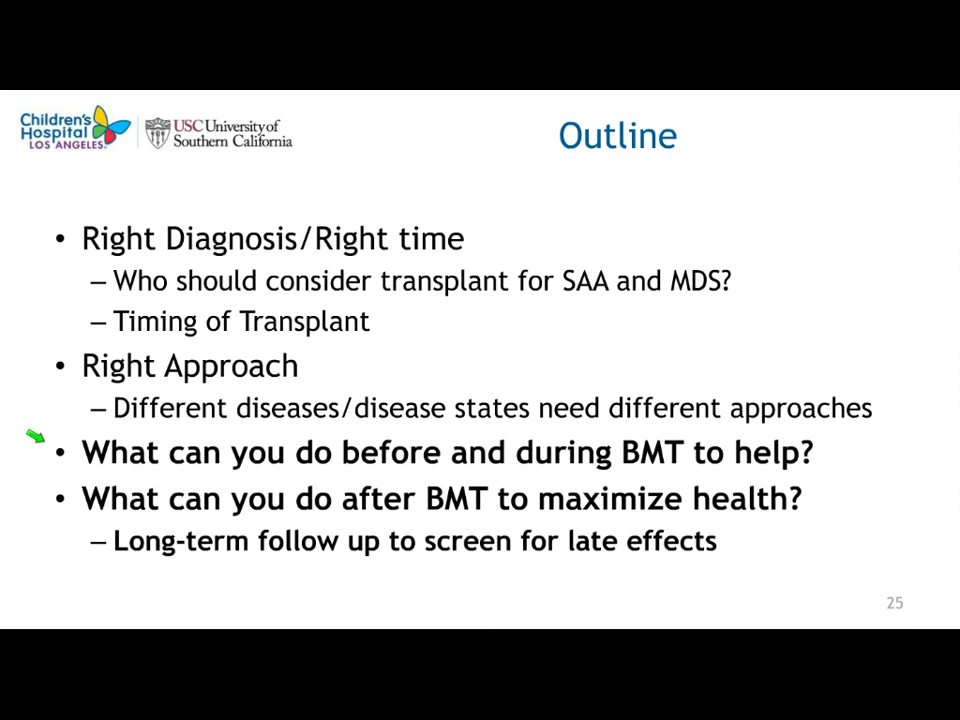 Children's
Hospital
LOS ANGELES
USC University of
Southern California
Outline
• Right Diagnosis/Right time
– Who should consider transplant for SAA and MDS?
– Timing of Transplant
• Right Approach
– Different diseases/disease states need different approaches
• What can you do before and during BMT to help?
• What can you do after BMT to maximize health?
– Long-term follow up to screen for late effects
25